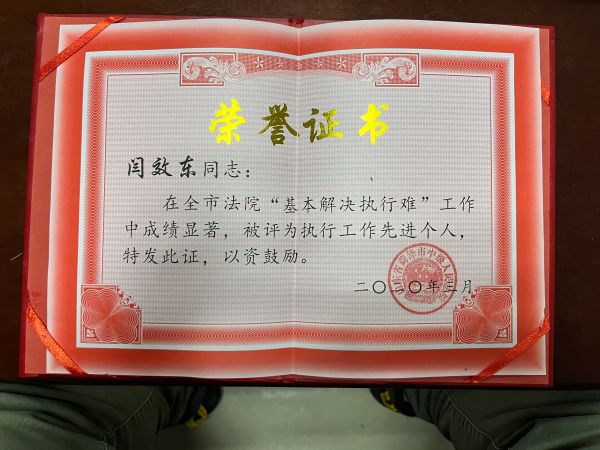 荣誉证书
闫效东同志：
在全市法院“基本解决执行难”工作
中成绩显著，被评为执行工作先进个人，
特发此证，以资鼓励。
二〇二〇年三月